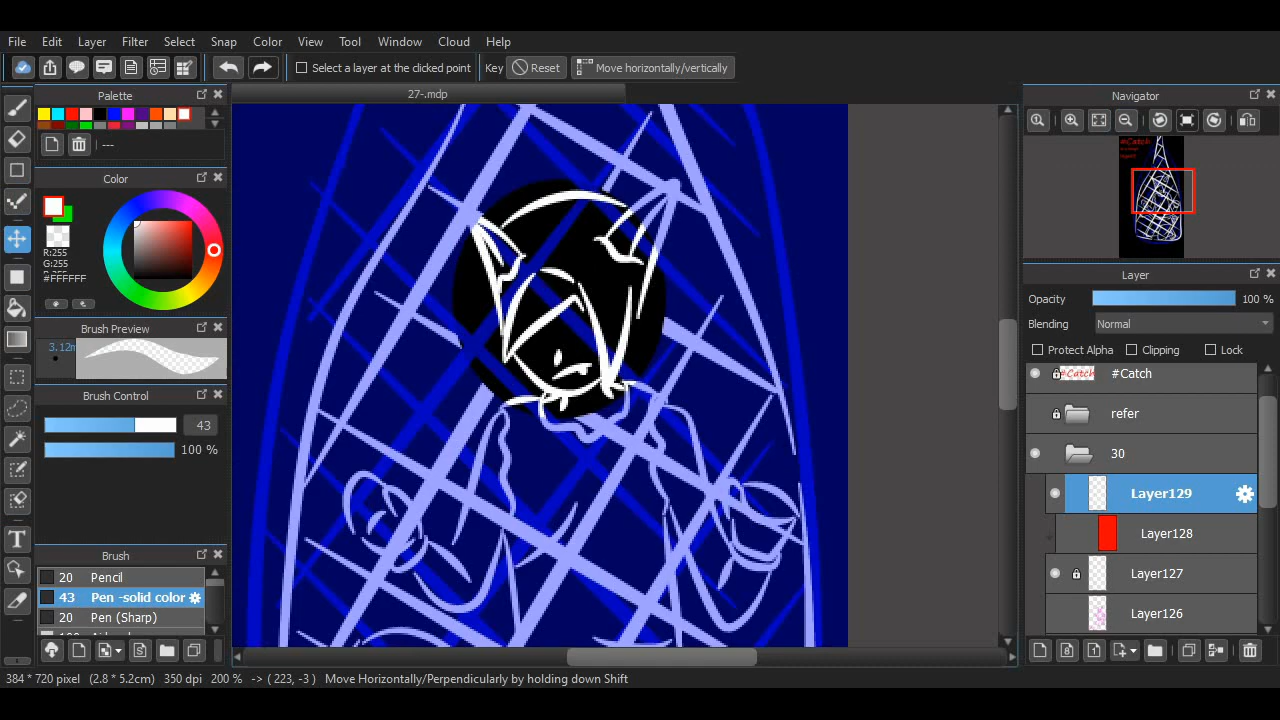 File Edit Layer Filter Select Snap Color View Tool Window Cloud Help
Select a layer at the clicked point Key Reset Move horizontally/vertically
Palette
27-.mdp
Navigator
---
Color
#Catch
R:255
G:255
#FFFFFF
Layer
Opacity 100 %
Brush Preview
Blending Normal
3.12m
Protect Alpha Clipping Lock
#Catch #Catch
Brush Control
refer
43
100 %
30
Layer129
Layer128
Brush
20 Pencil
Layer127
43 Pen -solid color
20 Pen (Sharp)
Layer126
384 * 720 pixel (2.8 * 5.2cm) 350 dpi 200 % -> ( 223, -3 ) Move Horizontally/Perpendicularly by holding down Shift